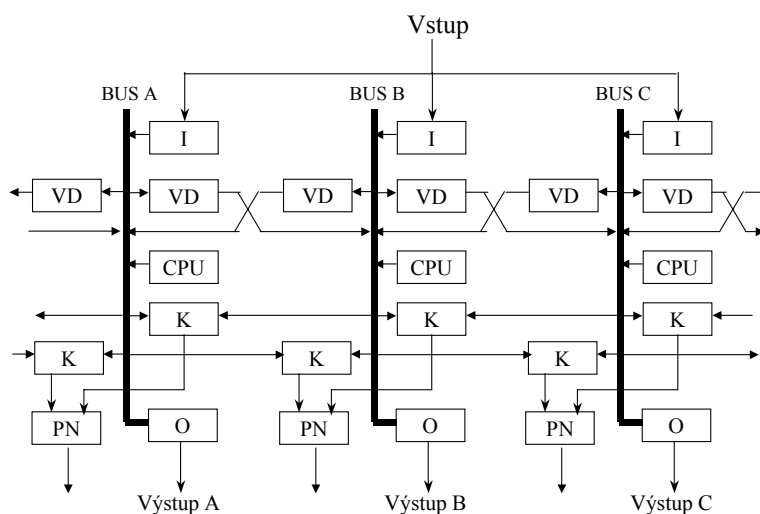 Vstup
BUS A BUS B BUS C
I I I
VD VD VD VD VD VD
CPU CPU CPU
K K K
K K K
PN O PN O PN O
Výstup A Výstup B Výstup C